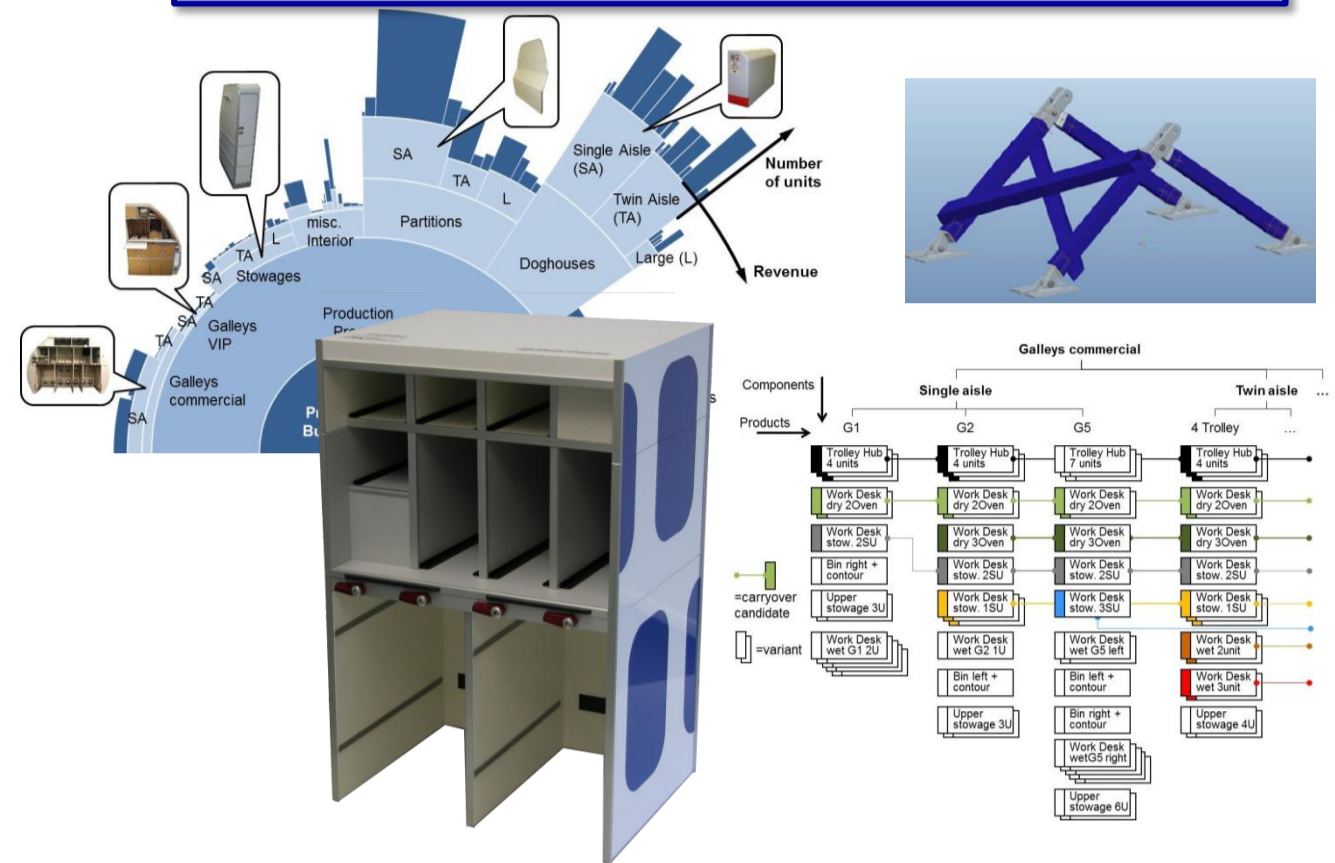 SA
TA
L
Partitions
Single Aisle
(SA)
Twin Aisle
(TA)
Large (L)
Doghouses
Number
of units
Revenue
misc.
Interior
L
TA
Stowages
SA
TA
SA
Galleys
VIP
TA
Galleys
commercial
SA
Production
Galleys commercial
Components
Single aisle
Twin aisle
...
Products
G1
G2
G5
4 Trolley
...
Trolley Hub
4 units
Trolley Hub
4 units
Trolley Hub
7 units
Trolley Hub
4 units
Work Desk
dry 2Oven
Work Desk
dry 2Oven
Work Desk
dry 2Oven
Work Desk
dry 2Oven
Work Desk
stow. 2SU
Work Desk
dry 3Oven
Work Desk
dry 3Oven
Work Desk
dry 3Oven
Bin right +
contour
Work Desk
stow. 2SU
Work Desk
stow. 2SU
Work Desk
stow. 2SU
=carryover
candidate
Upper
stowage 3U
Work Desk
stow. 1SU
Work Desk
stow. 3SU
Work Desk
stow. 1SU
=variant
Work Desk
wet G1 2U
Work Desk
wet G2 1U
Work Desk
wet G5 left
Work Desk
wet 2unit
Bin left +
contour
Bin left +
contour
Work Desk
wet 3unit
Upper
stowage 3U
Bin right +
contour
Upper
stowage 4U
Work Desk
wetG5 right
Upper
stowage 6U